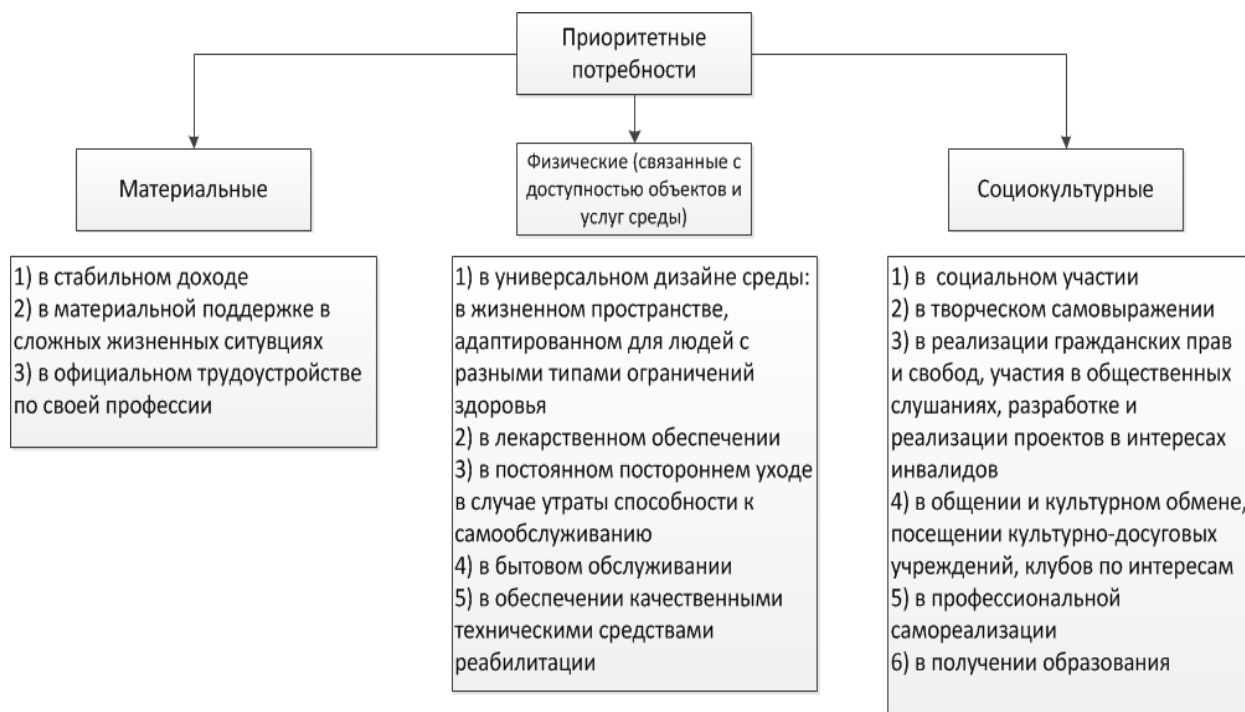 Приоритетные
потребности
Материальные
Физические (связанные с
доступностью объектов и
услуг среды)
Социокультурные
1) в стабильном доходе
2) в материальной поддержке в
сложных жизненных ситувциях
3) в официальном трудоустройстве
по своей профессии
1) в универсальном дизайне среды:
в жизненном пространстве,
адаптированном для людей с
разными типами ограничений
здоровья
2) в лекарственном обеспечении
3) в постоянном постороннем уходе
в случае утраты способности к
самообслуживанию
4) в бытовом обслуживании
5) в обеспечении качественными
техническими средствами
реабилитации
1) в социальном участии
2) в творческом самовыражении
3) в реализации гражданских прав
и свобод, участия в общественных
слушаниях, разработке и
реализации проектов в интересах
инвалидов
4) в общении и культурном обмене,
посещении культурно-досуговых
учреждений, клубов по интересам
5) в профессиональной
самореализации
6) в получении образования